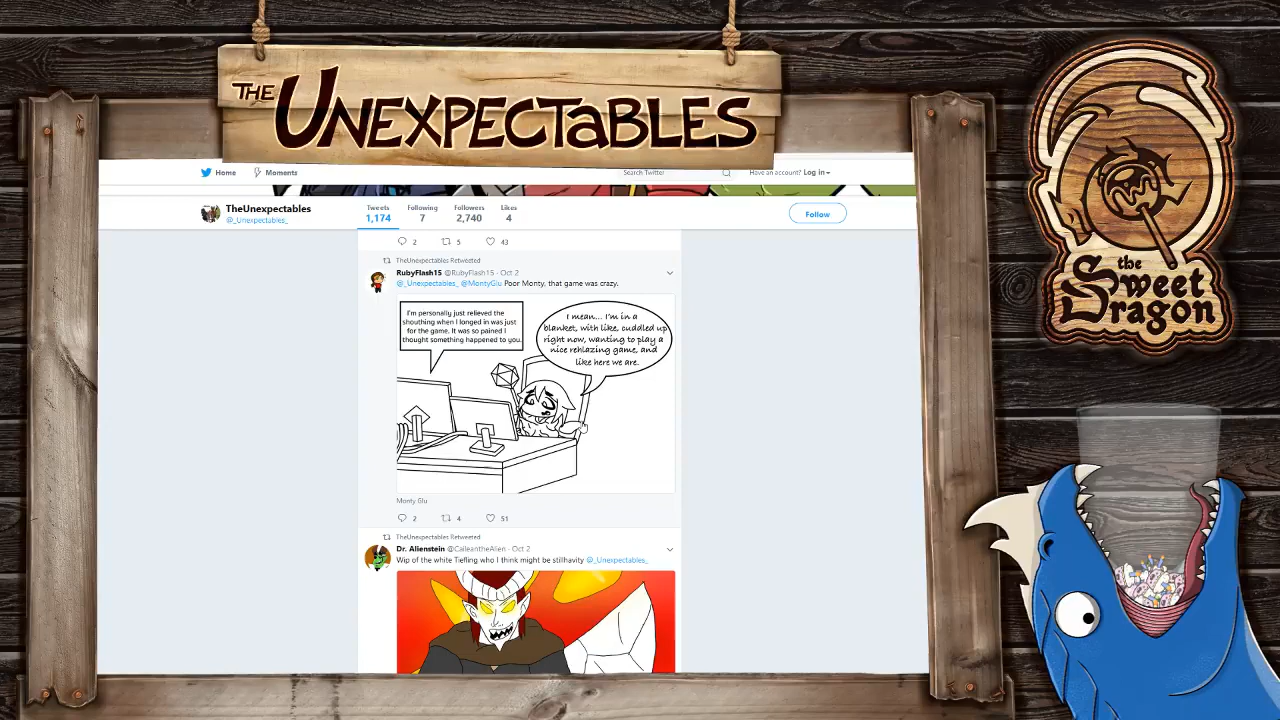 THE UNEXPECTaBLES
Home Moments Search Twitter Have an account? Log in
TheUnexpectables
@_Unexpectables_
Tweets Following Followers Likes
1,174 7 2,740 4
Follow
2 5 43
TheUnexpectables Retweeted
RubyFlash15 @RubyFlash15 · Oct 2
@_Unexpectables_ @MontyGlu Poor Monty, that game was crazy.
I'm personally just relieved the
shouthing when I longed in was just
for the game. It was so pained I
thought something happened to you.
I mean... I'm in a
blanket, with like, cuddled up
right now, wanting to play a
nice rehlazing game, and
like here we are.
Monty Glu
2 4 51
TheUnexpectables Retweeted
Dr. Alienstein @CaileantheAlien · Oct 2
Wip of the white Tiefling who I think might be stillhavity @_Unexpectables_
the
Sweet
Dragon